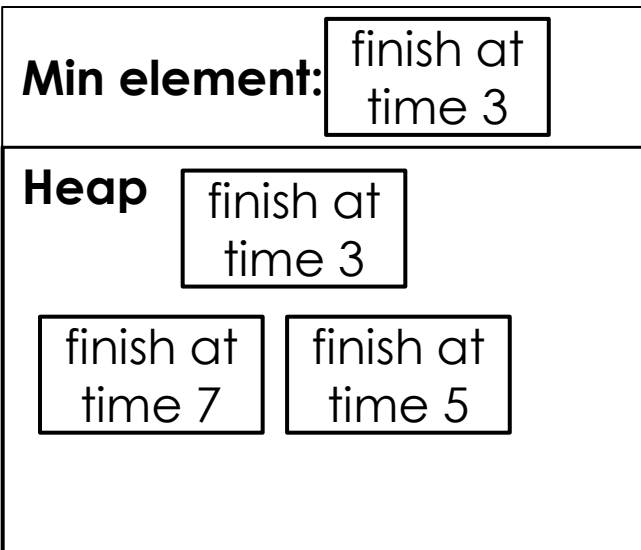 Min element:
finish at
time 3
Heap
finish at
time 3
finish at
time 7
finish at
time 5